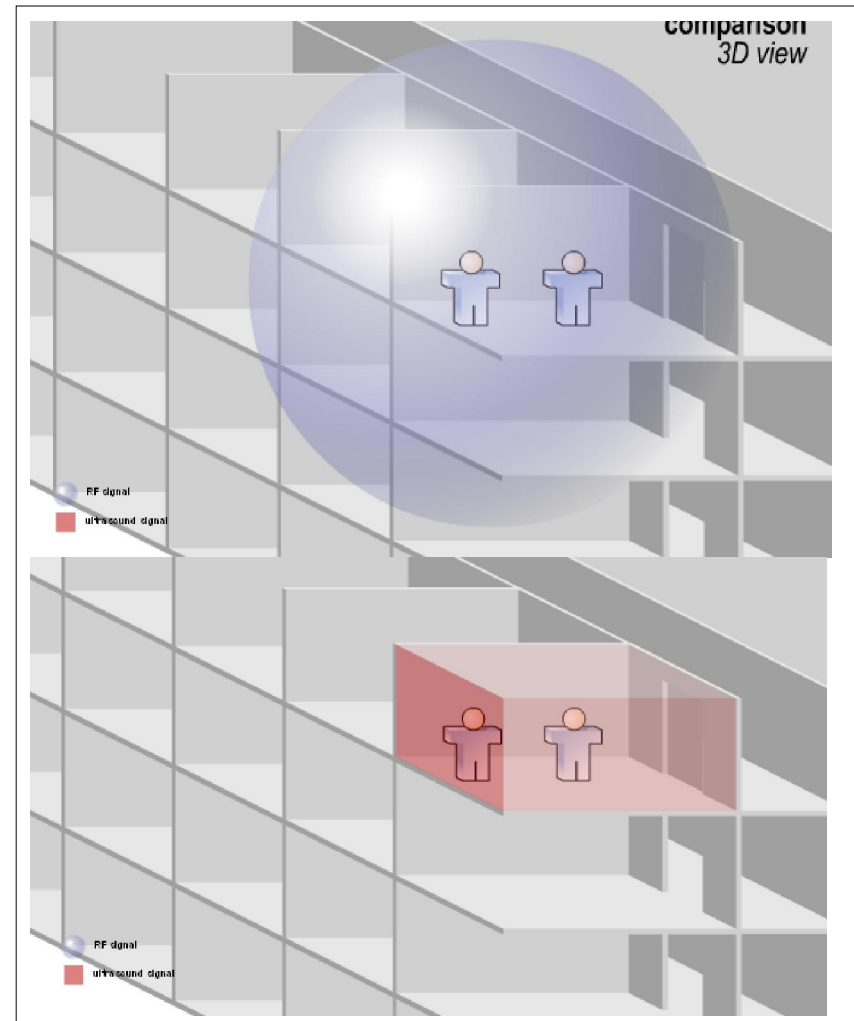 comparison
3D view
RF signal
ultrasound signal
RF signal
ultrasound signal